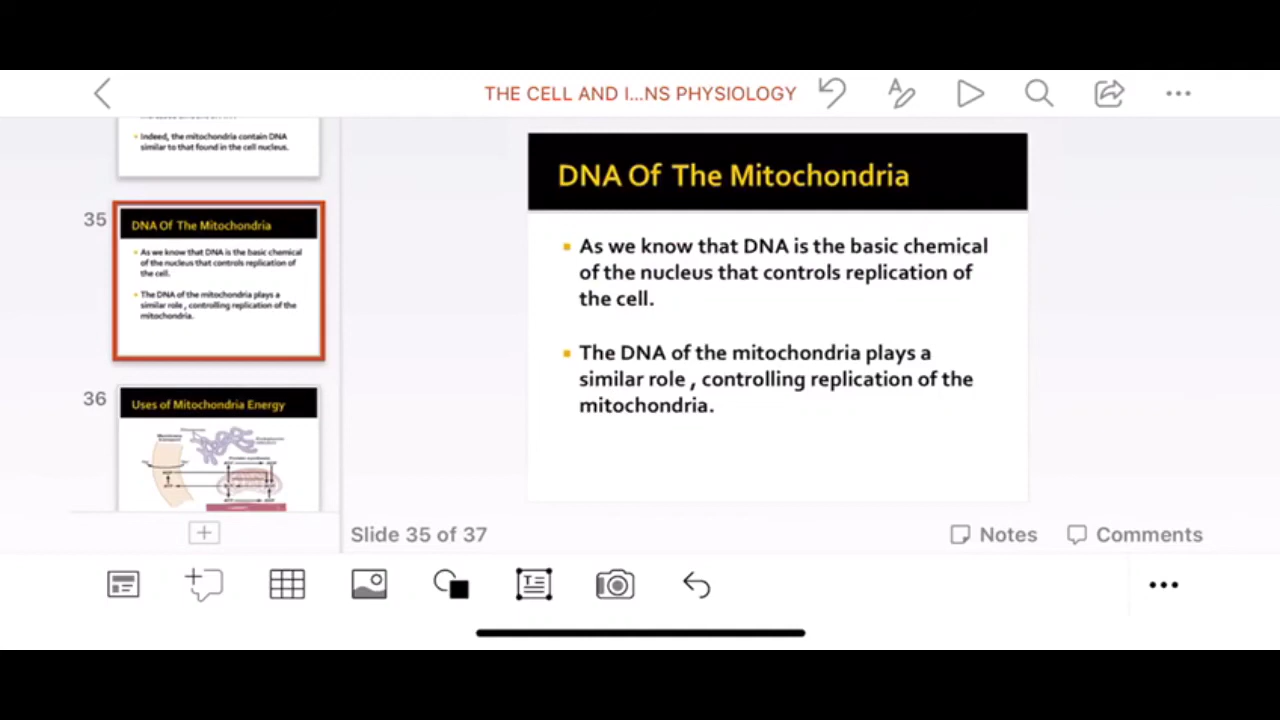 THE CELL AND I...NS PHYSIOLOGY
Indeed, the mitochondria contain DNA
similar to that found in the cell nucleus.
35
DNA Of The Mitochondria
As we know that DNA is the basic chemical
of the nucleus that controls replication of
the cell.
The DNA of the mitochondria plays a
similar role , controlling replication of the
mitochondria.
36
Uses of Mitochondria Energy
DNA Of The Mitochondria
As we know that DNA is the basic chemical
of the nucleus that controls replication of
the cell.
The DNA of the mitochondria plays a
similar role , controlling replication of the
mitochondria.
Slide 35 of 37
Notes
Comments